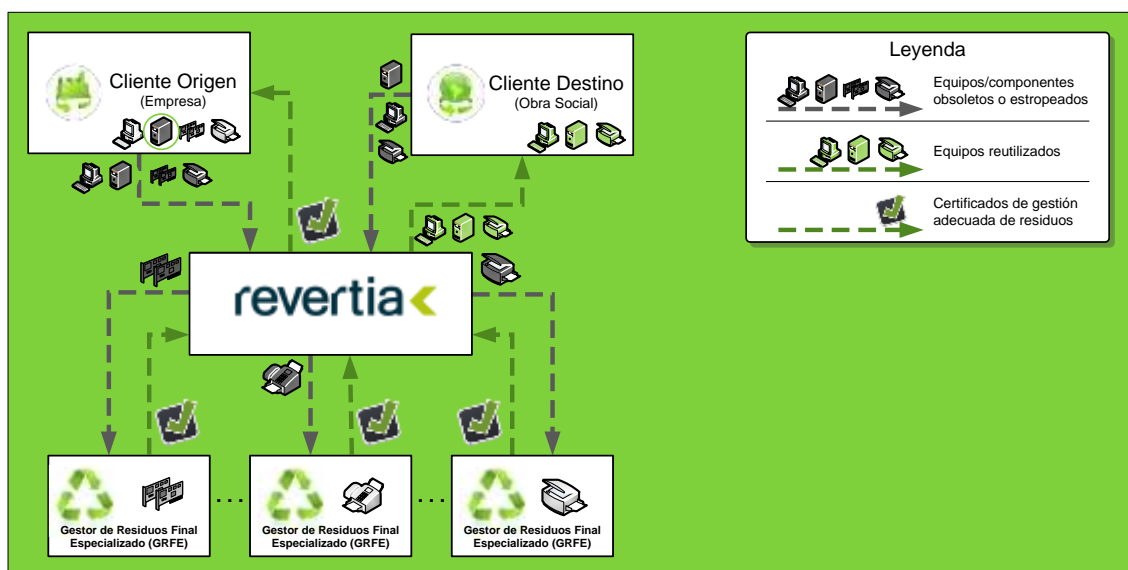 Cliente Origen
(Empresa)
Cliente Destino
(Obra Social)
Leyenda
Equipos/componentes
obsoletos o estropeados
Equipos reutilizados
Certificados de gestión
adecuada de residuos
revertia
Gestor de Residuos Final
Especializado (GRFE)
...
Gestor de Residuos Final
Especializado (GRFE)
...
Gestor de Residuos Final
Especializado (GRFE)